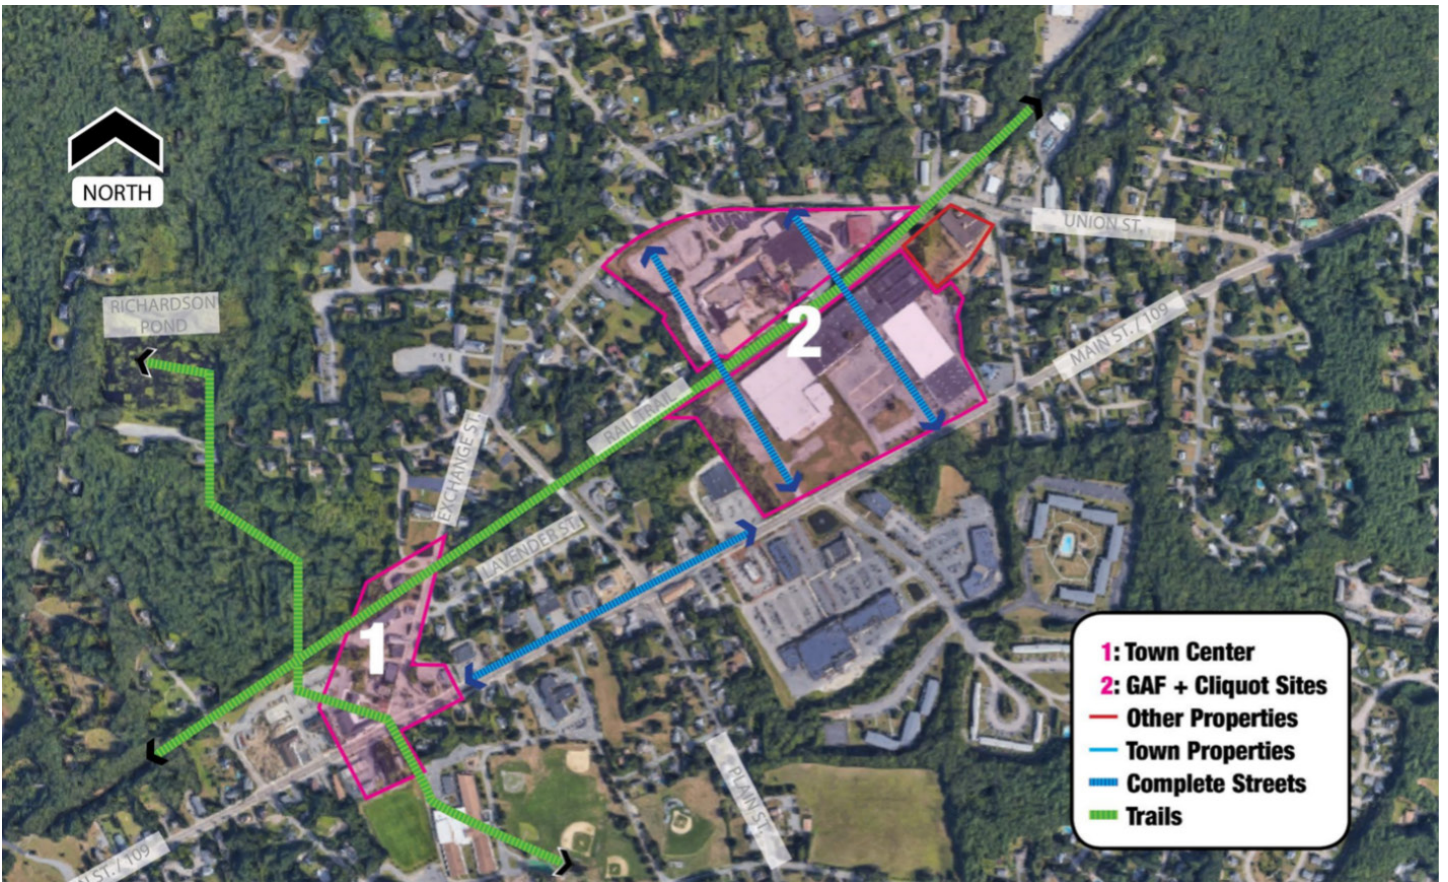 NORTH
UNION ST.
RICHARDSON
POND
MAIN ST. / 109
2
RAIL TRAIL
EXCHANGE ST.
LAVENDER ST.
1
1: Town Center
2: GAF + Cliquot Sites
Other Properties
Town Properties
Complete Streets
Trails
PLAIN ST.
N ST. / 109